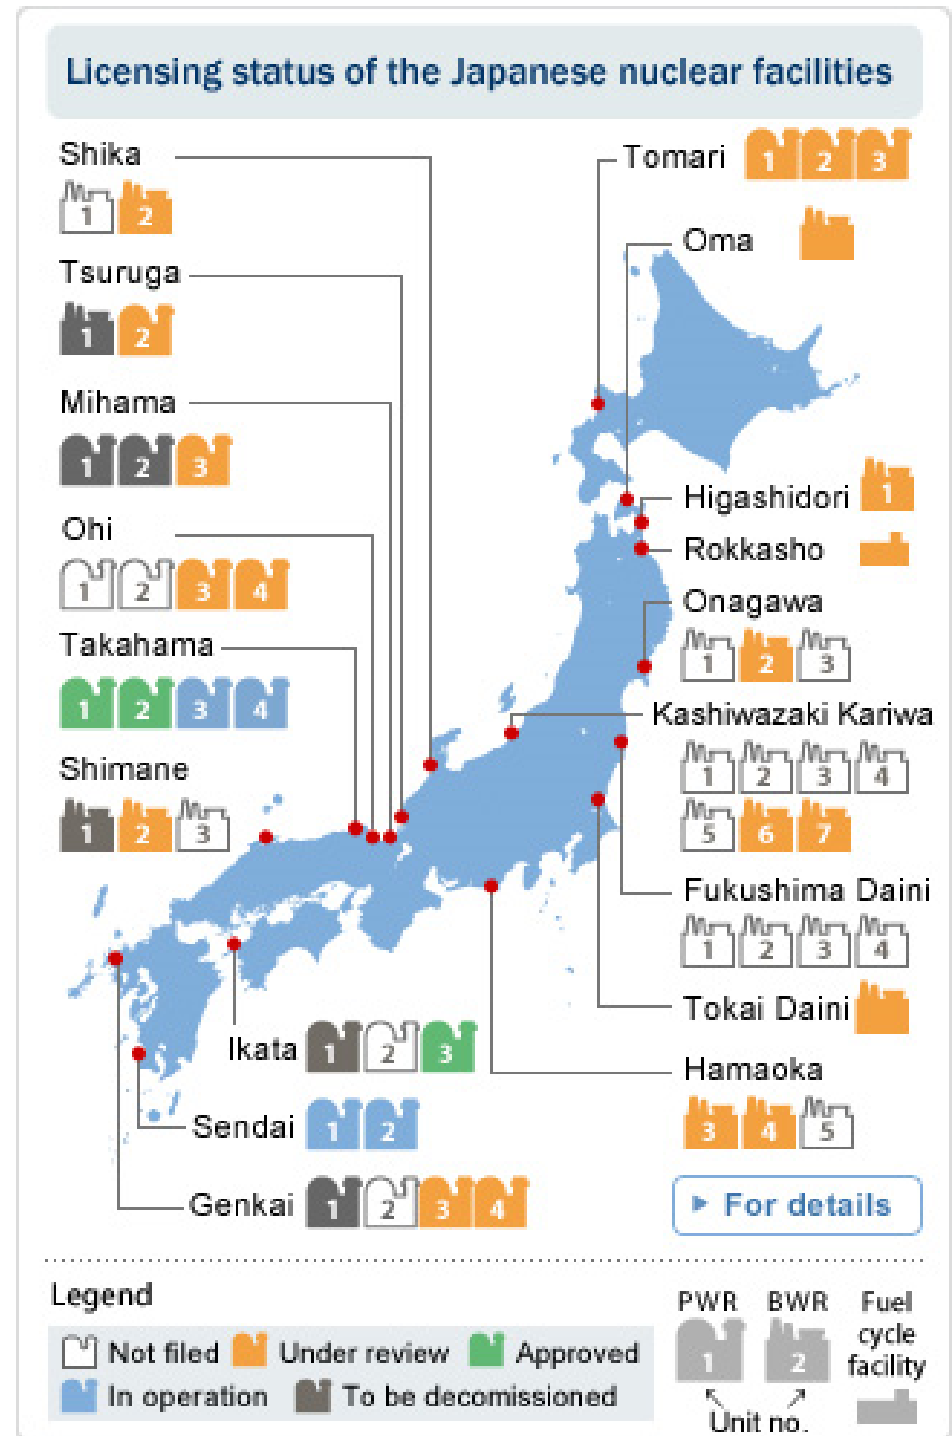 Licensing status of the Japanese nuclear facilities
Shika
1 2
Tsuruga
1 2
Mihama
1 2 3
Ohi
1 2 3 4
Takahama
1 2 3 4
Shimane
1 2 3
Tomari 1 2 3
Oma
Higashidori 1
Rokkasho
Onagawa
1 2 3
Kashiwazaki Kariwa
1 2 3 4
5 6 7
Fukushima Daini
1 2 3 4
Tokai Daini
Hamaoka
3 4 5
Ikata 1 2 3
Sendai 1 2
Genkai 1 2 3 4
For details
Legend
Not filed Under review Approved
In operation To be decomissioned
PWR BWR Fuel
cycle
facility
1 2
Unit no.